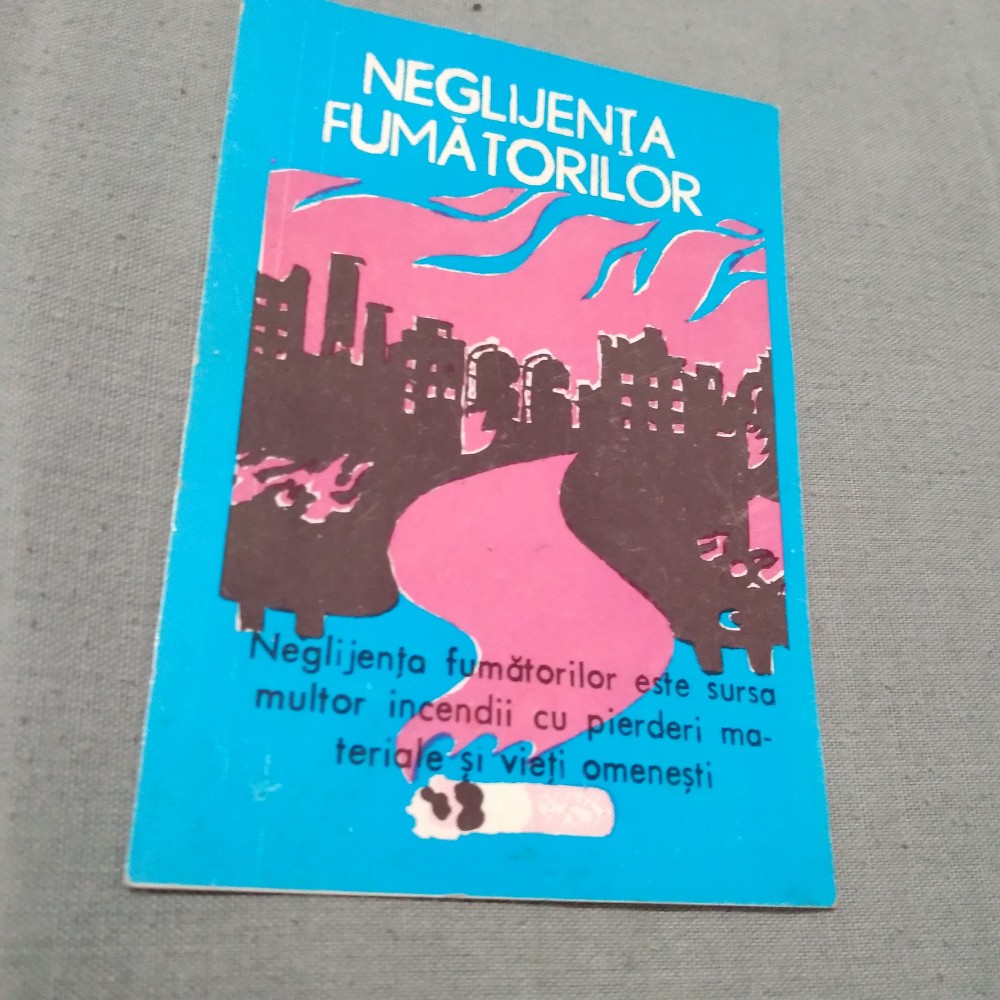 NEGLIJENȚA
FUMĂTORILOR
Neglijența fumătorilor este sursa
multor incendii cu pierderi ma-
teriale și vieți omenești